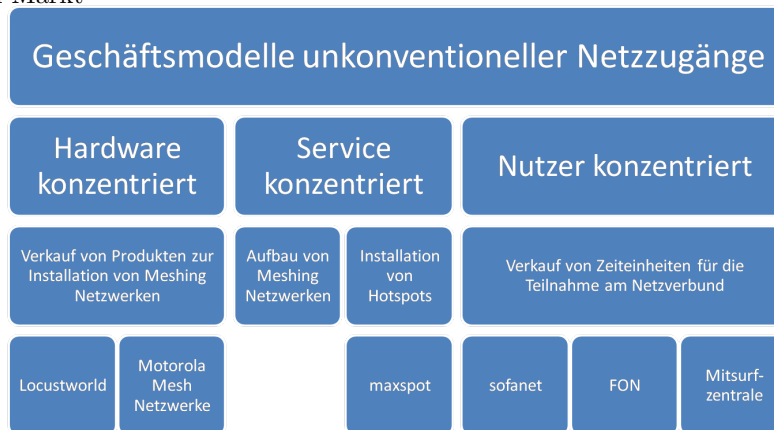 Markt
Geschäftsmodelle unkonventioneller Netzzugänge
Hardware
konzentriert
Service
konzentriert
Nutzer konzentriert
Verkauf von Produkten zur
Installation von Meshing
Netzwerken
Aufbau von
Meshing
Netzwerken
Installation
von
Hotspots
Verkauf von Zeiteinheiten für die
Teilnahme am Netzverbund
Locustworld
Motorola
Mesh
Netzwerke
maxspot
sofanet
FON
Mitsurf-
zentrale